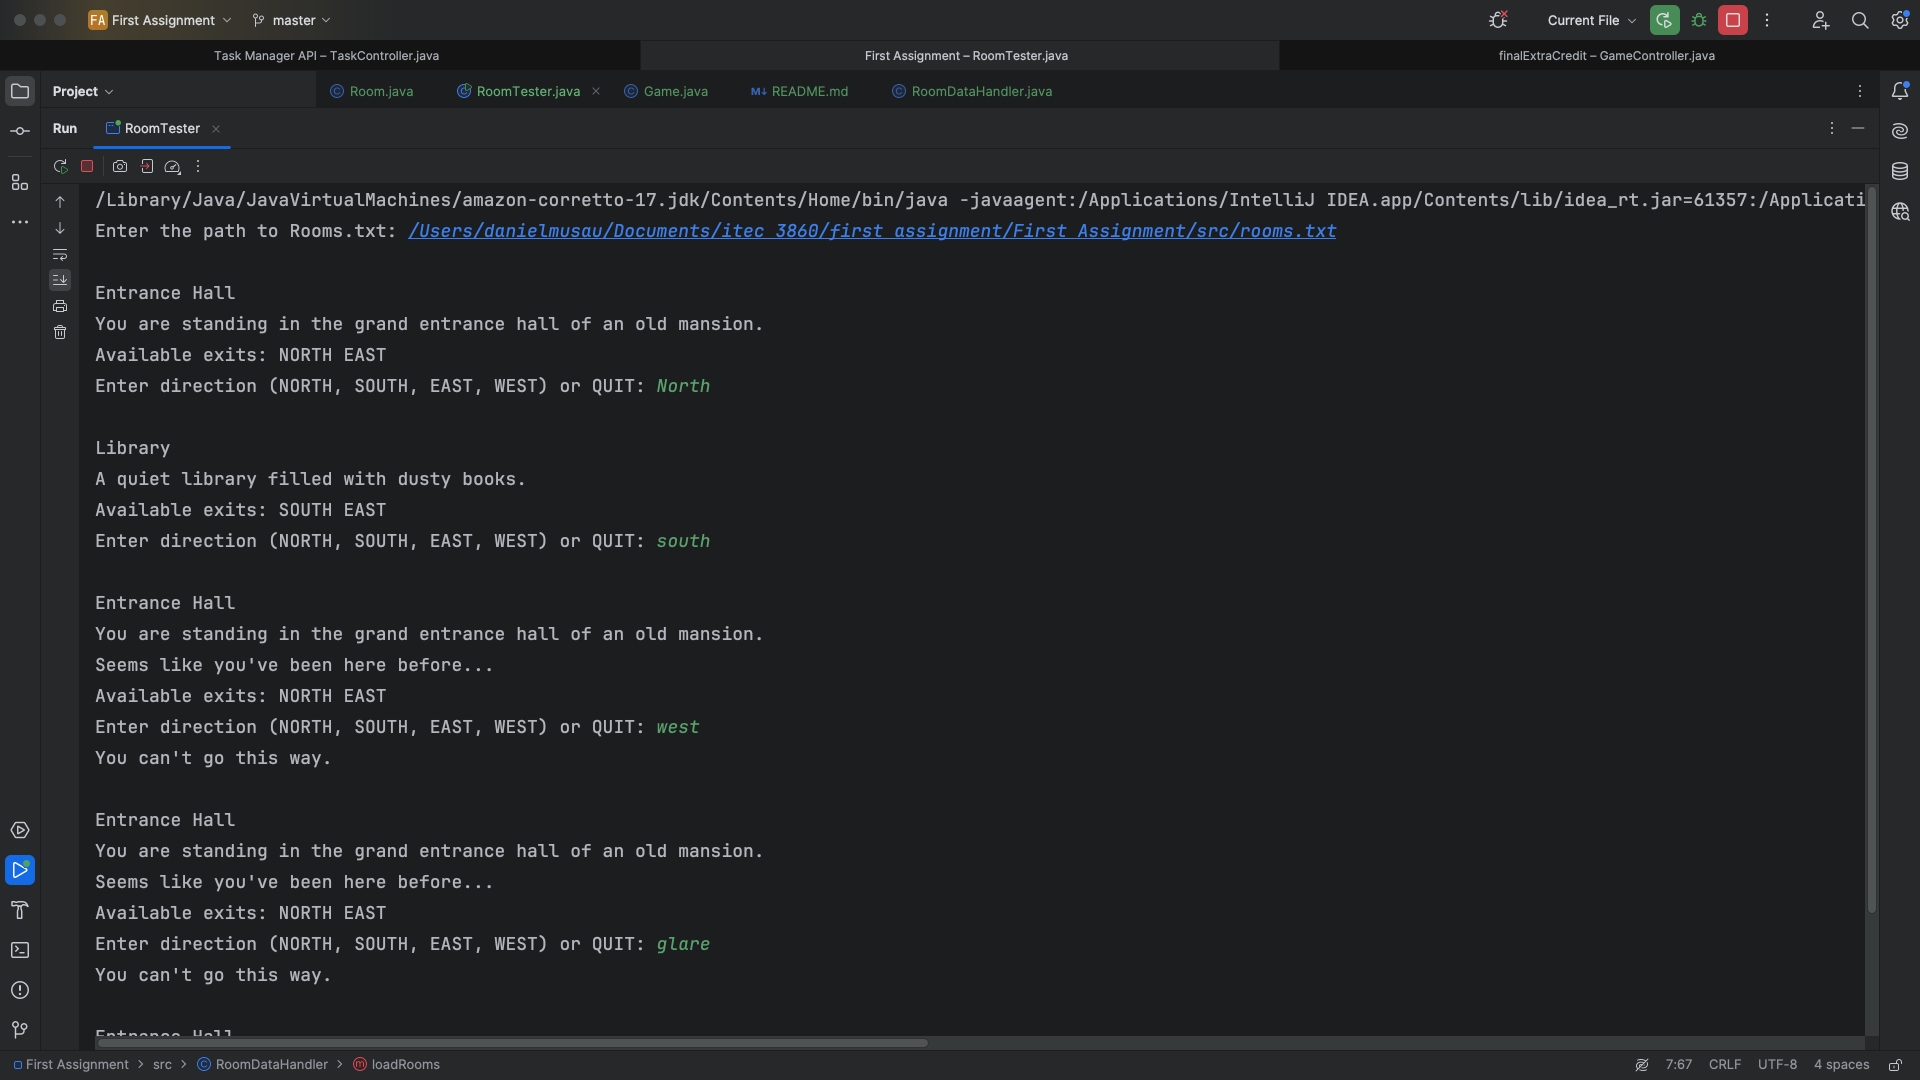 FA First Assignment master Current File
Task Manager API – TaskController.java First Assignment – RoomTester.java finalExtraCredit – GameController.java
Project Room.java RoomTester.java Game.java README.md RoomDataHandler.java
Run RoomTester
/Library/Java/JavaVirtualMachines/amazon-corretto-17.jdk/Contents/Home/bin/java -javaagent:/Applications/IntelliJ IDEA.app/Contents/lib/idea_rt.jar=61357:/Applicati
Enter the path to Rooms.txt: /Users/danielmusau/Documents/itec_3860/first_assignment/First_Assignment/src/rooms.txt
Entrance Hall
You are standing in the grand entrance hall of an old mansion.
Available exits: NORTH EAST
Enter direction (NORTH, SOUTH, EAST, WEST) or QUIT: North
Library
A quiet library filled with dusty books.
Available exits: SOUTH EAST
Enter direction (NORTH, SOUTH, EAST, WEST) or QUIT: south
Entrance Hall
You are standing in the grand entrance hall of an old mansion.
Seems like you've been here before...
Available exits: NORTH EAST
Enter direction (NORTH, SOUTH, EAST, WEST) or QUIT: west
You can't go this way.
Entrance Hall
You are standing in the grand entrance hall of an old mansion.
Seems like you've been here before...
Available exits: NORTH EAST
Enter direction (NORTH, SOUTH, EAST, WEST) or QUIT: glare
You can't go this way.
Entrance Hall
First Assignment > src > RoomDataHandler > loadRooms 7:67 CRLF UTF-8 4 spaces